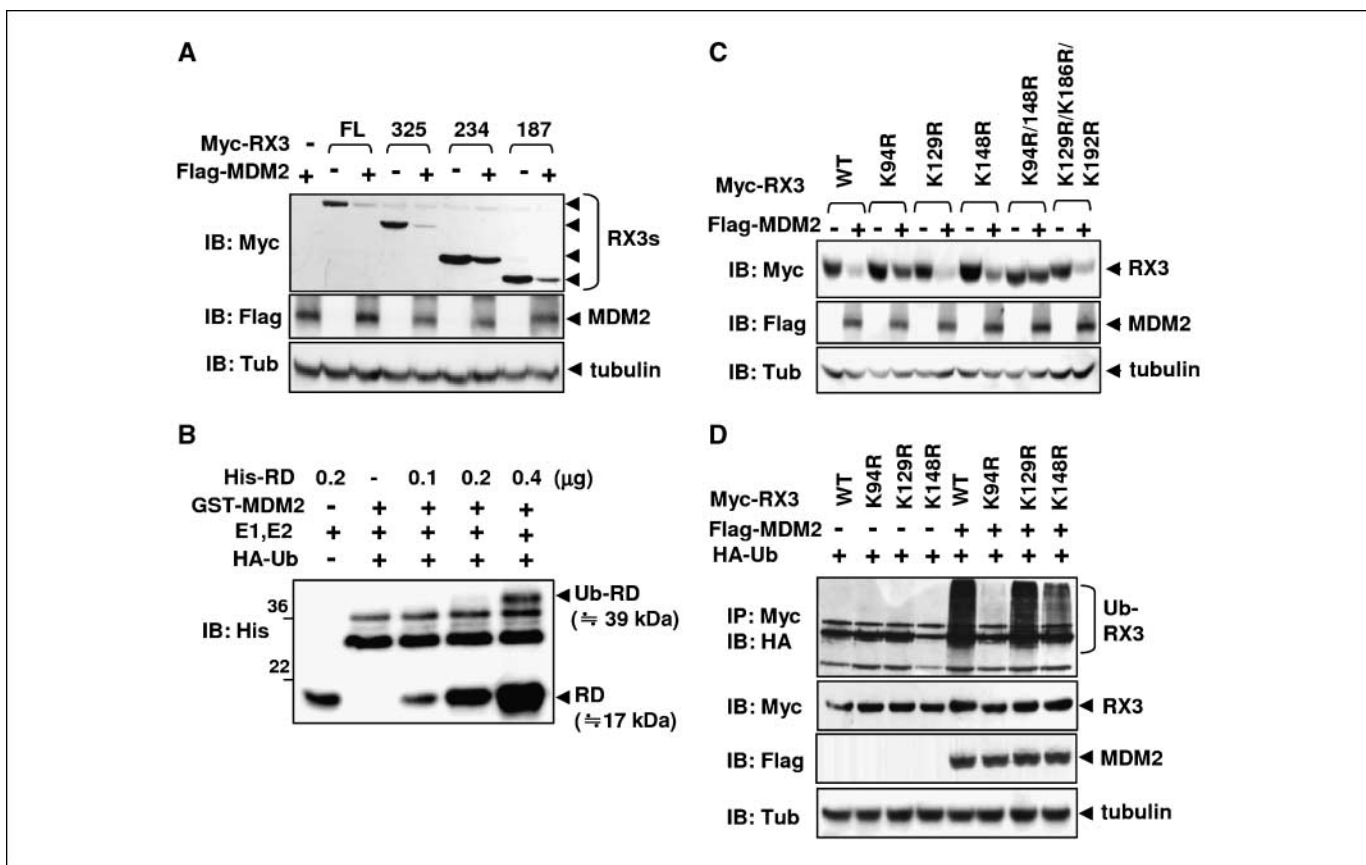 A
Myc-RX3 - FL 325 234 187
Flag-MDM2 + - + - + - + - +
IB: Myc
RX3s
IB: Flag
MDM2
IB: Tub
tubulin
B
His-RD 0.2 - 0.1 0.2 0.4 (μg)
GST-MDM2 - + + + +
E1,E2 + + + + +
HA-Ub - + + + +
IB: His
36
22
Ub-RD
(≒ 39 kDa)
RD
(≒17 kDa)
C
Myc-RX3 WT K94R K129R K148R K94R/148R K129R/K186R/
K192R
Flag-MDM2 - + - + - + - + - + - +
IB: Myc
RX3
IB: Flag
MDM2
IB: Tub
tubulin
D
Myc-RX3 WT K94R K129R K148R WT K94R K129R K148R
Flag-MDM2 - - - - + + + +
HA-Ub + + + + + + + +
IP: Myc
IB: HA
Ub-
RX3
IB: Myc
RX3
IB: Flag
MDM2
IB: Tub
tubulin